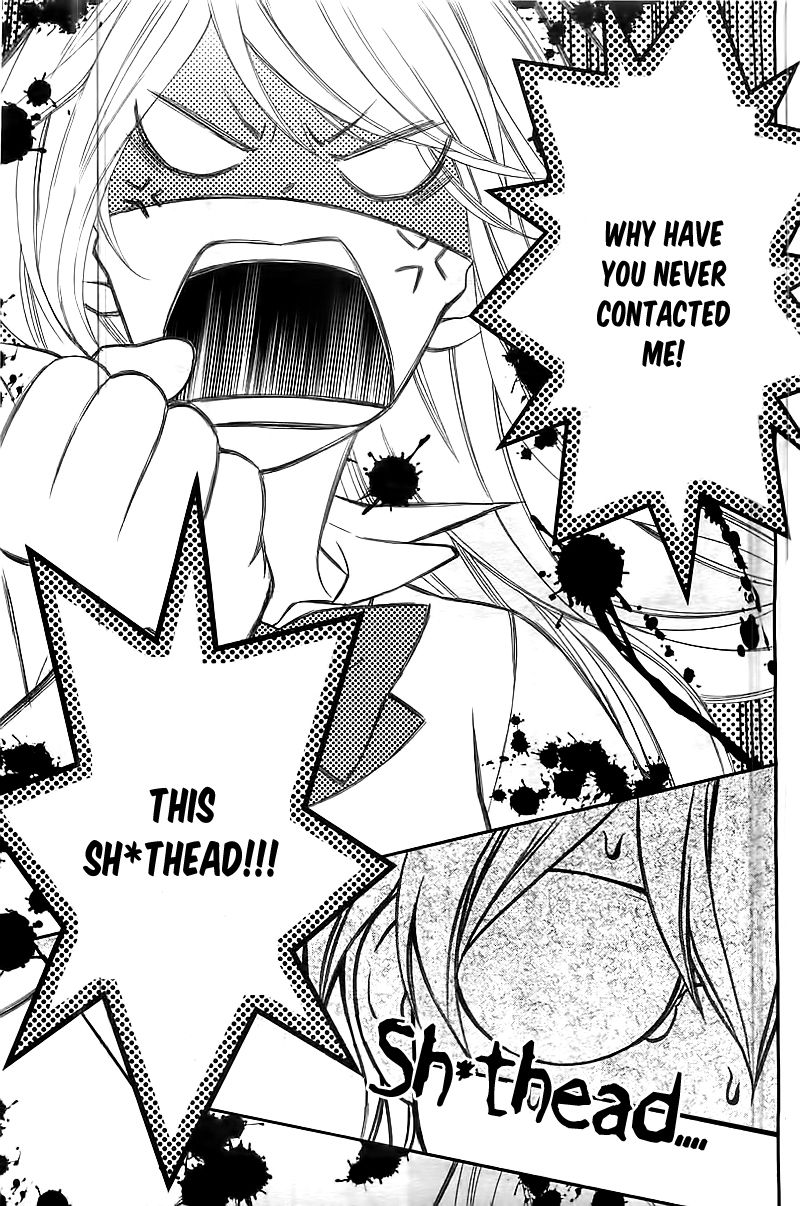 WHY HAVE
YOU NEVER
CONTACTED
ME!
THIS
SH*THEAD!!!
Sh*thead....